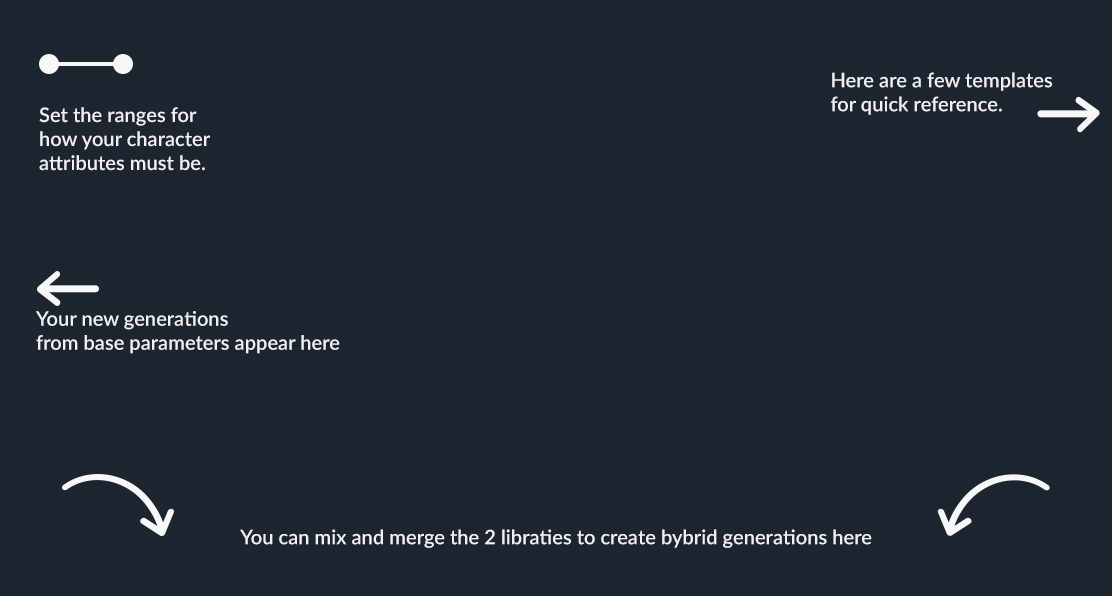 Set the ranges for
how your character
attributes must be.
Here are a few templates
for quick reference.
Your new generations
from base parameters appear here
You can mix and merge the 2 libraties to create bybrid generations here